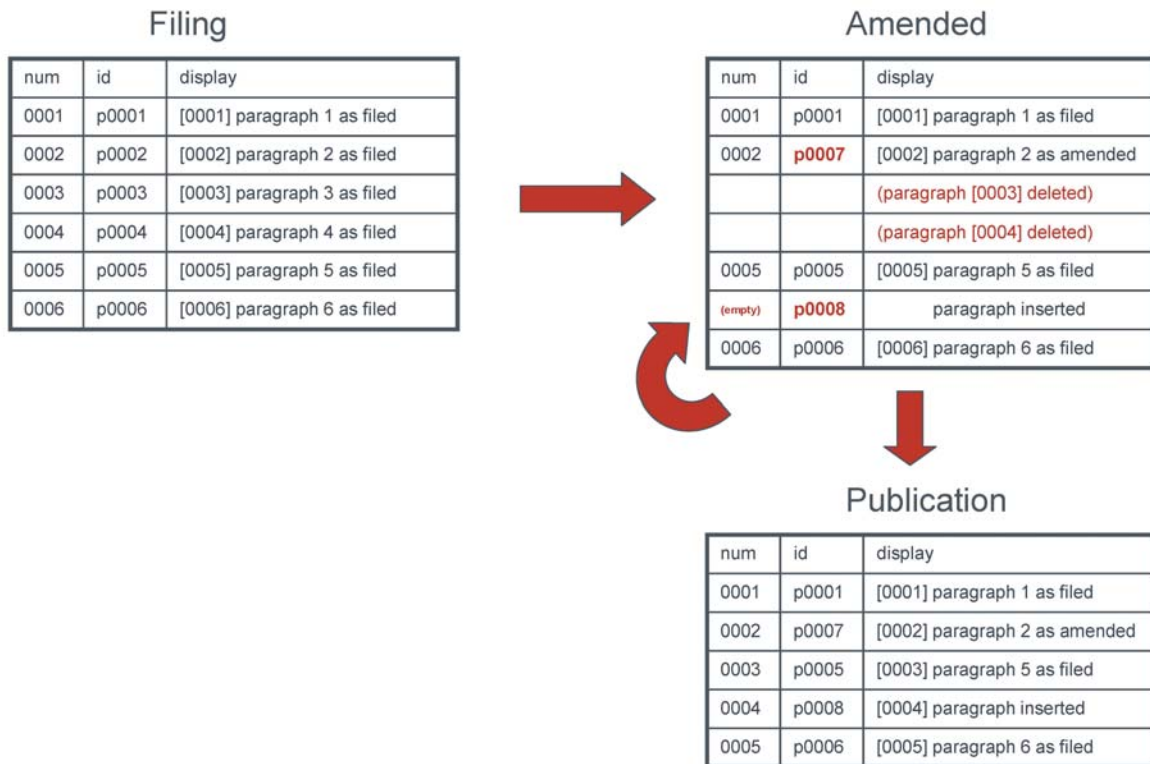 Filing
num id display
0001 p0001 [0001] paragraph 1 as filed
0002 p0002 [0002] paragraph 2 as filed
0003 p0003 [0003] paragraph 3 as filed
0004 p0004 [0004] paragraph 4 as filed
0005 p0005 [0005] paragraph 5 as filed
0006 p0006 [0006] paragraph 6 as filed
Amended
num id display
0001 p0001 [0001] paragraph 1 as filed
0002 p0007 [0002] paragraph 2 as amended
(paragraph [0003] deleted)
(paragraph [0004] deleted)
0005 p0005 [0005] paragraph 5 as filed
(empty) p0008 paragraph inserted
0006 p0006 [0006] paragraph 6 as filed
Publication
num id display
0001 p0001 [0001] paragraph 1 as filed
0002 p0007 [0002] paragraph 2 as amended
0003 p0005 [0003] paragraph 5 as filed
0004 p0008 [0004] paragraph inserted
0005 p0006 [0005] paragraph 6 as filed